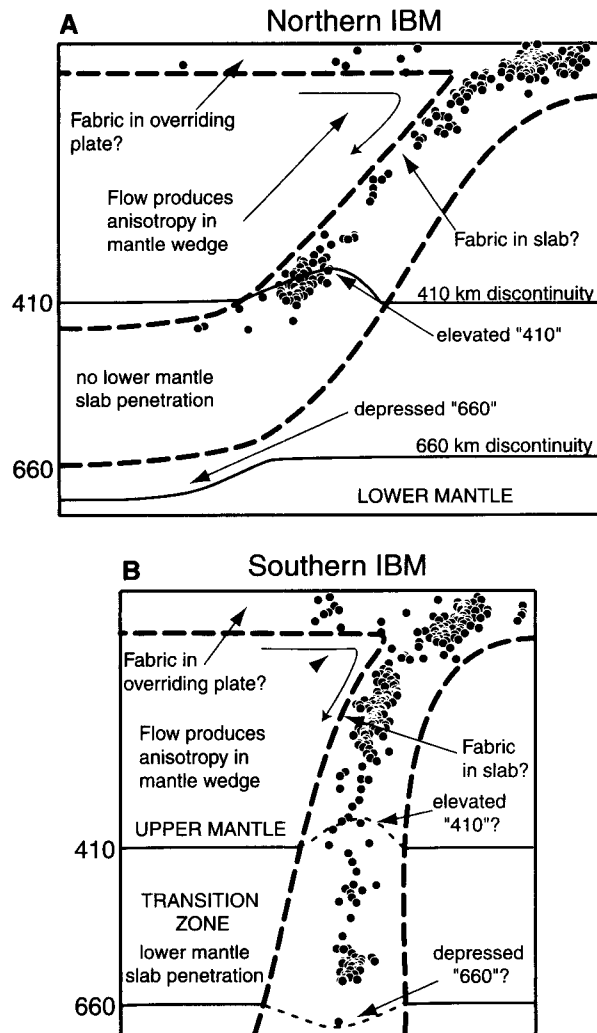 A
Northern IBM
Fabric in overriding
plate?
Flow produces
anisotropy in
mantle wedge
Fabric in slab?
410
410 km discontinuity
elevated "410"
no lower mantle
slab penetration
depressed "660"
660
660 km discontinuity
LOWER MANTLE
B
Southern IBM
Fabric in
overriding plate?
Flow produces
anisotropy in
mantle wedge
Fabric
in slab?
elevated
"410"?
UPPER MANTLE
410
TRANSITION
ZONE
lower mantle
slab penetration
depressed
"660"?
660